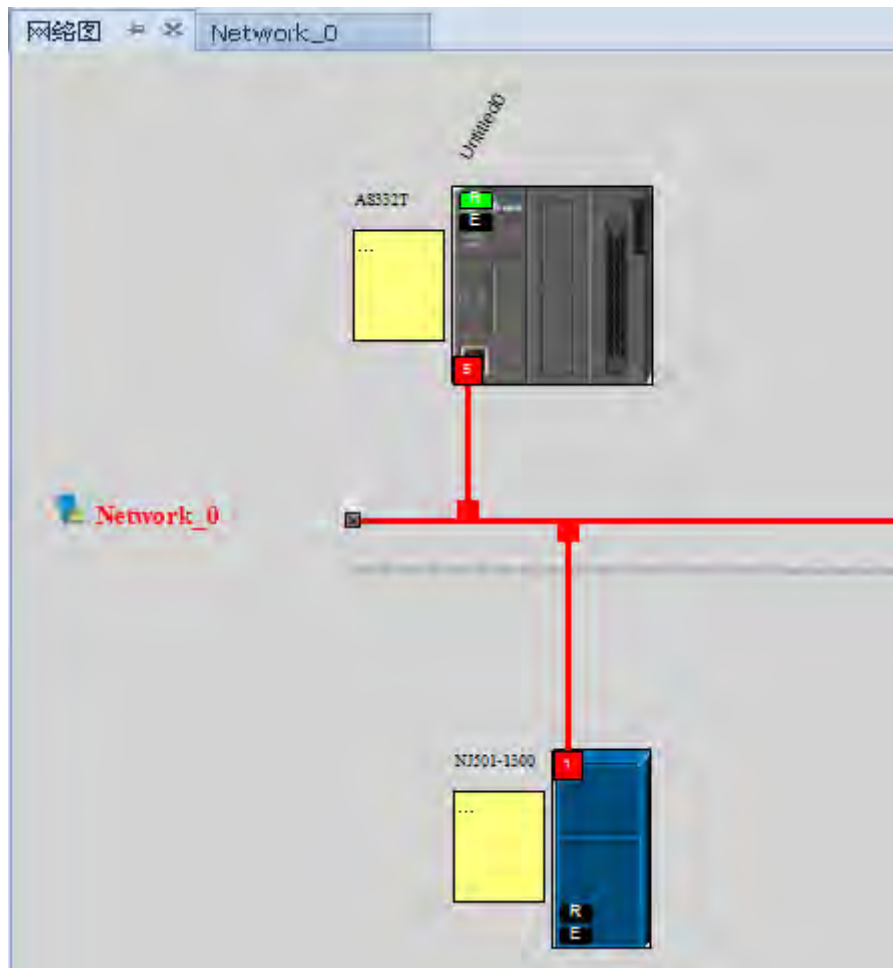 网络图
Network_0
Untitled0
A8332T
R
E
...
5
Network_0
NJ501-1300
1
...
R
E